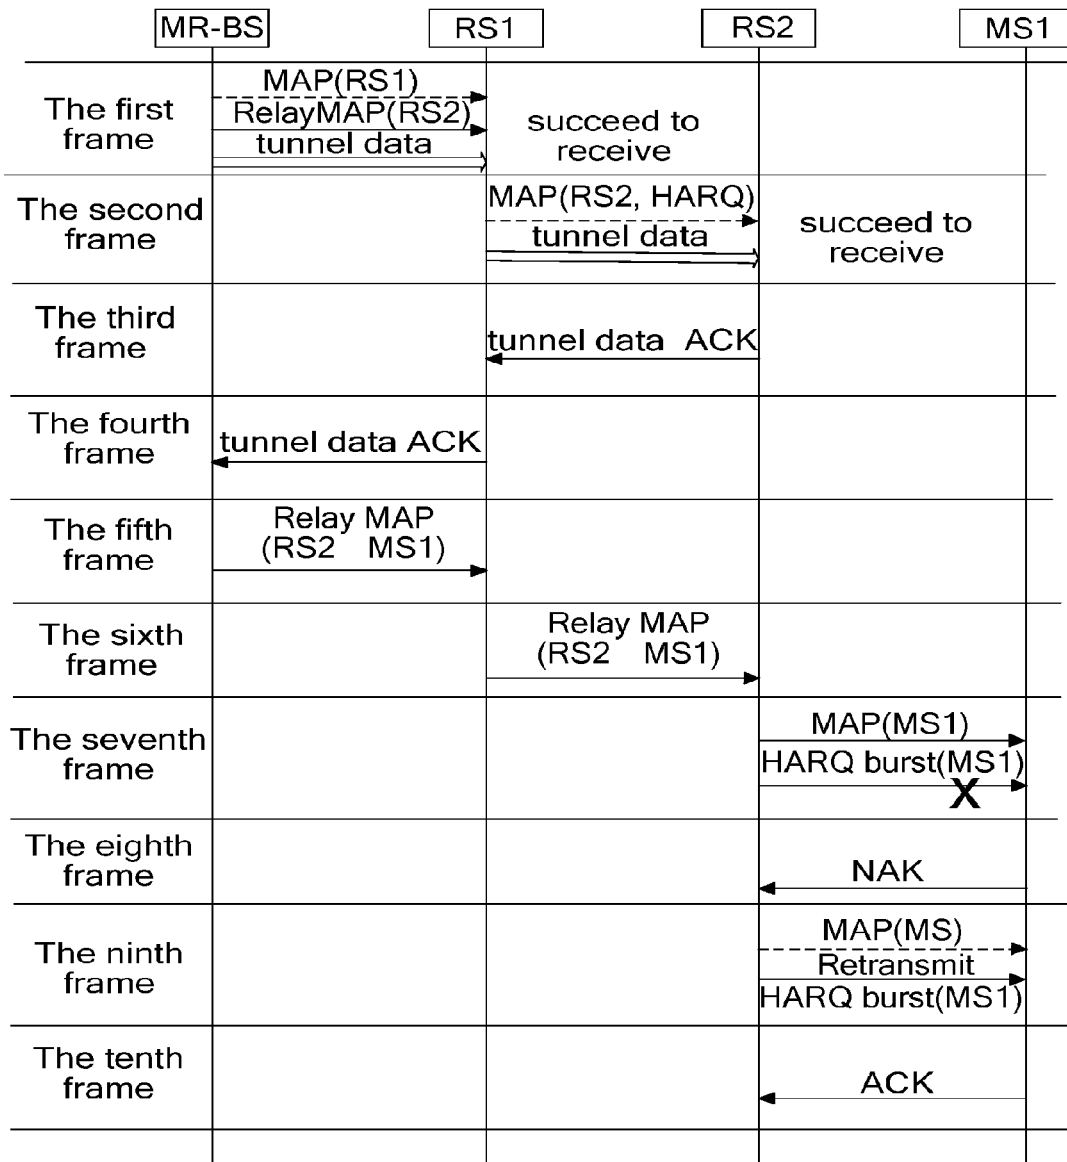 MR-BS RS1 RS2 MS1
The first
frame
MAP(RS1)
RelayMAP(RS2)
tunnel data
succeed to
receive
The second
frame
MAP(RS2, HARQ)
tunnel data
succeed to
receive
The third
frame
tunnel data ACK
The fourth
frame
tunnel data ACK
The fifth
frame
Relay MAP
(RS2 MS1)
The sixth
frame
Relay MAP
(RS2 MS1)
The seventh
frame
MAP(MS1)
HARQ burst(MS1)
X
The eighth
frame
NAK
The ninth
frame
MAP(MS)
Retransmit
HARQ burst(MS1)
The tenth
frame
ACK